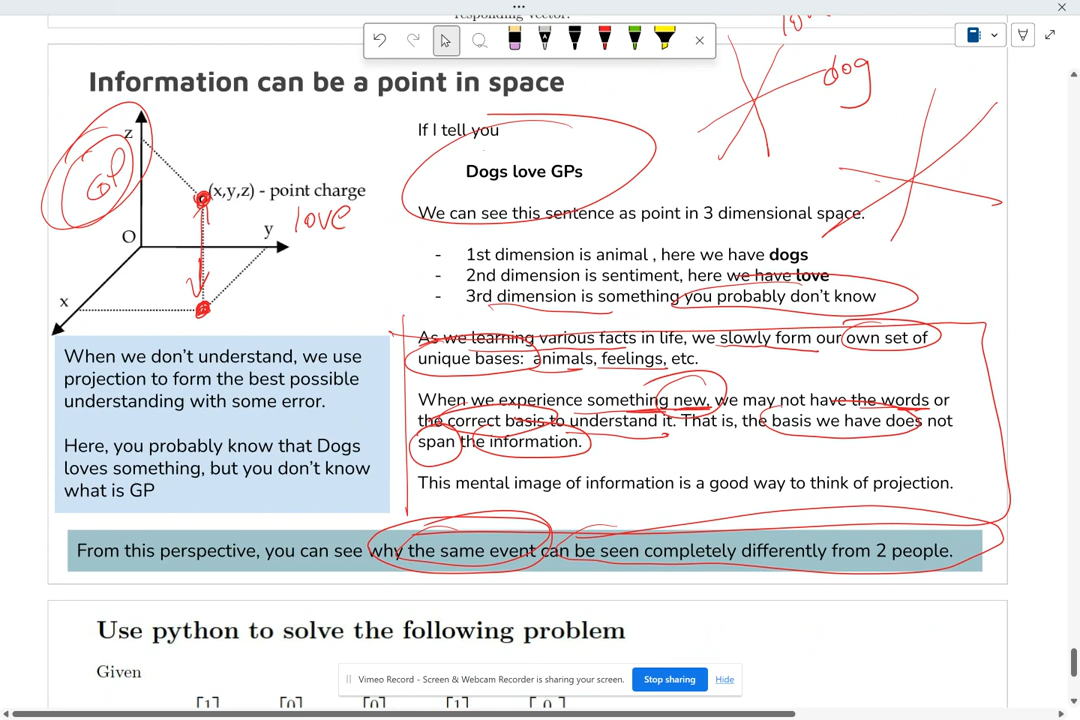 responding vector.
Information can be a point in space
dog
z
GP
(x,y,z) - point charge
love
y
O
x
If I tell you
Dogs love GPs
We can see this sentence as point in 3 dimensional space.
- 1st dimension is animal , here we have dogs
- 2nd dimension is sentiment, here we have love
- 3rd dimension is something you probably don't know
As we learning various facts in life, we slowly form our own set of
unique bases: animals, feelings, etc.
When we experience something new, we may not have the words or
the correct basis to understand it. That is, the basis we have does not
span the information.
This mental image of information is a good way to think of projection.
When we don't understand, we use
projection to form the best possible
understanding with some error.
Here, you probably know that Dogs
loves something, but you don't know
what is GP
From this perspective, you can see why the same event can be seen completely differently from 2 people.
Use python to solve the following problem
Given
Vimeo Record - Screen & Webcam Recorder is sharing your screen.
Stop sharing
Hide
[1] [0] [0] [1] [0]